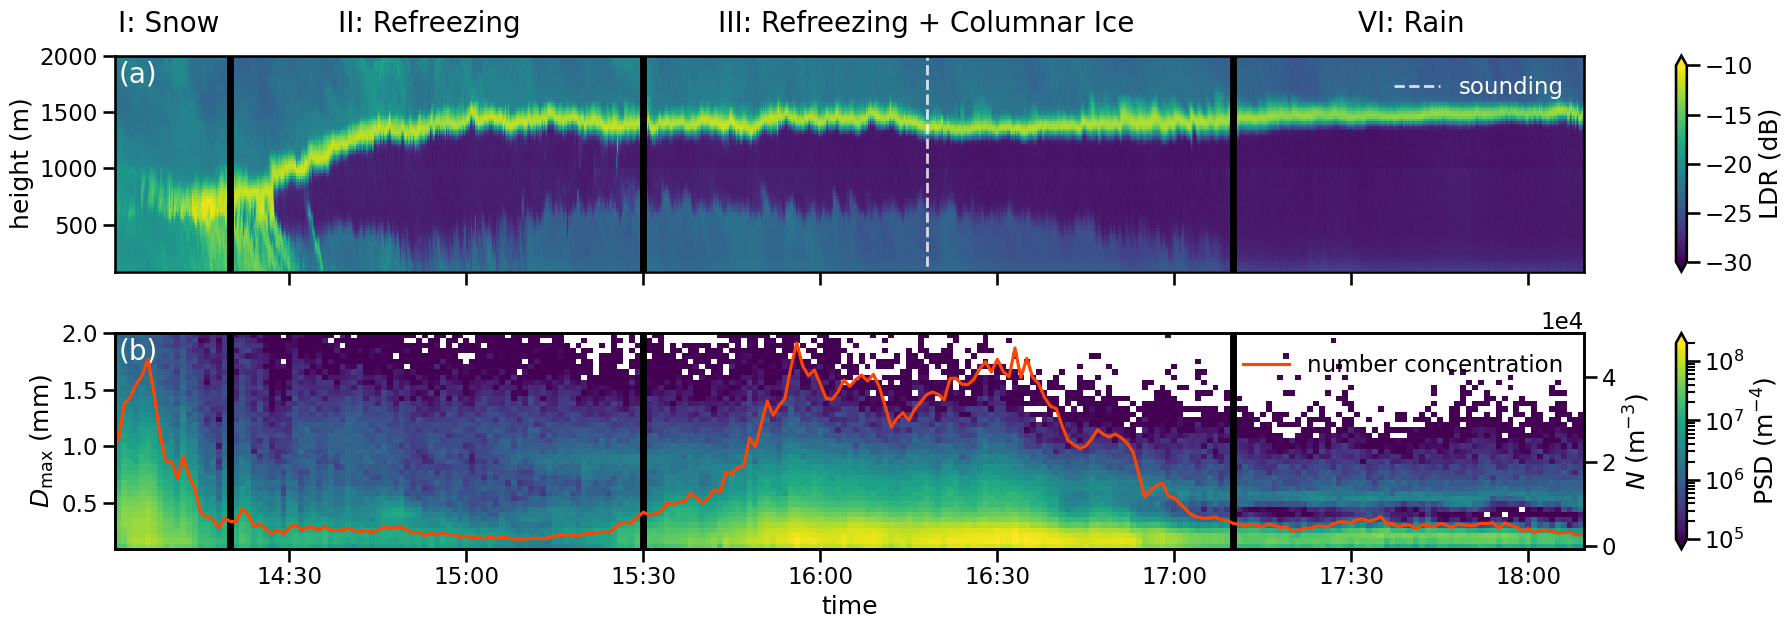 I: Snow II: Refreezing III: Refreezing + Columnar Ice VI: Rain
(a)
sounding
height (m)
2000
1500
1000
500
LDR (dB)
−10
−15
−20
−25
−30
(b)
1e4
number concentration
D_max (mm)
2.0
1.5
1.0
0.5
4
2
0
N (m⁻³)
10⁸
10⁷
10⁶
10⁵
PSD (m⁻⁴)
14:30 15:00 15:30 16:00 16:30 17:00 17:30 18:00
time